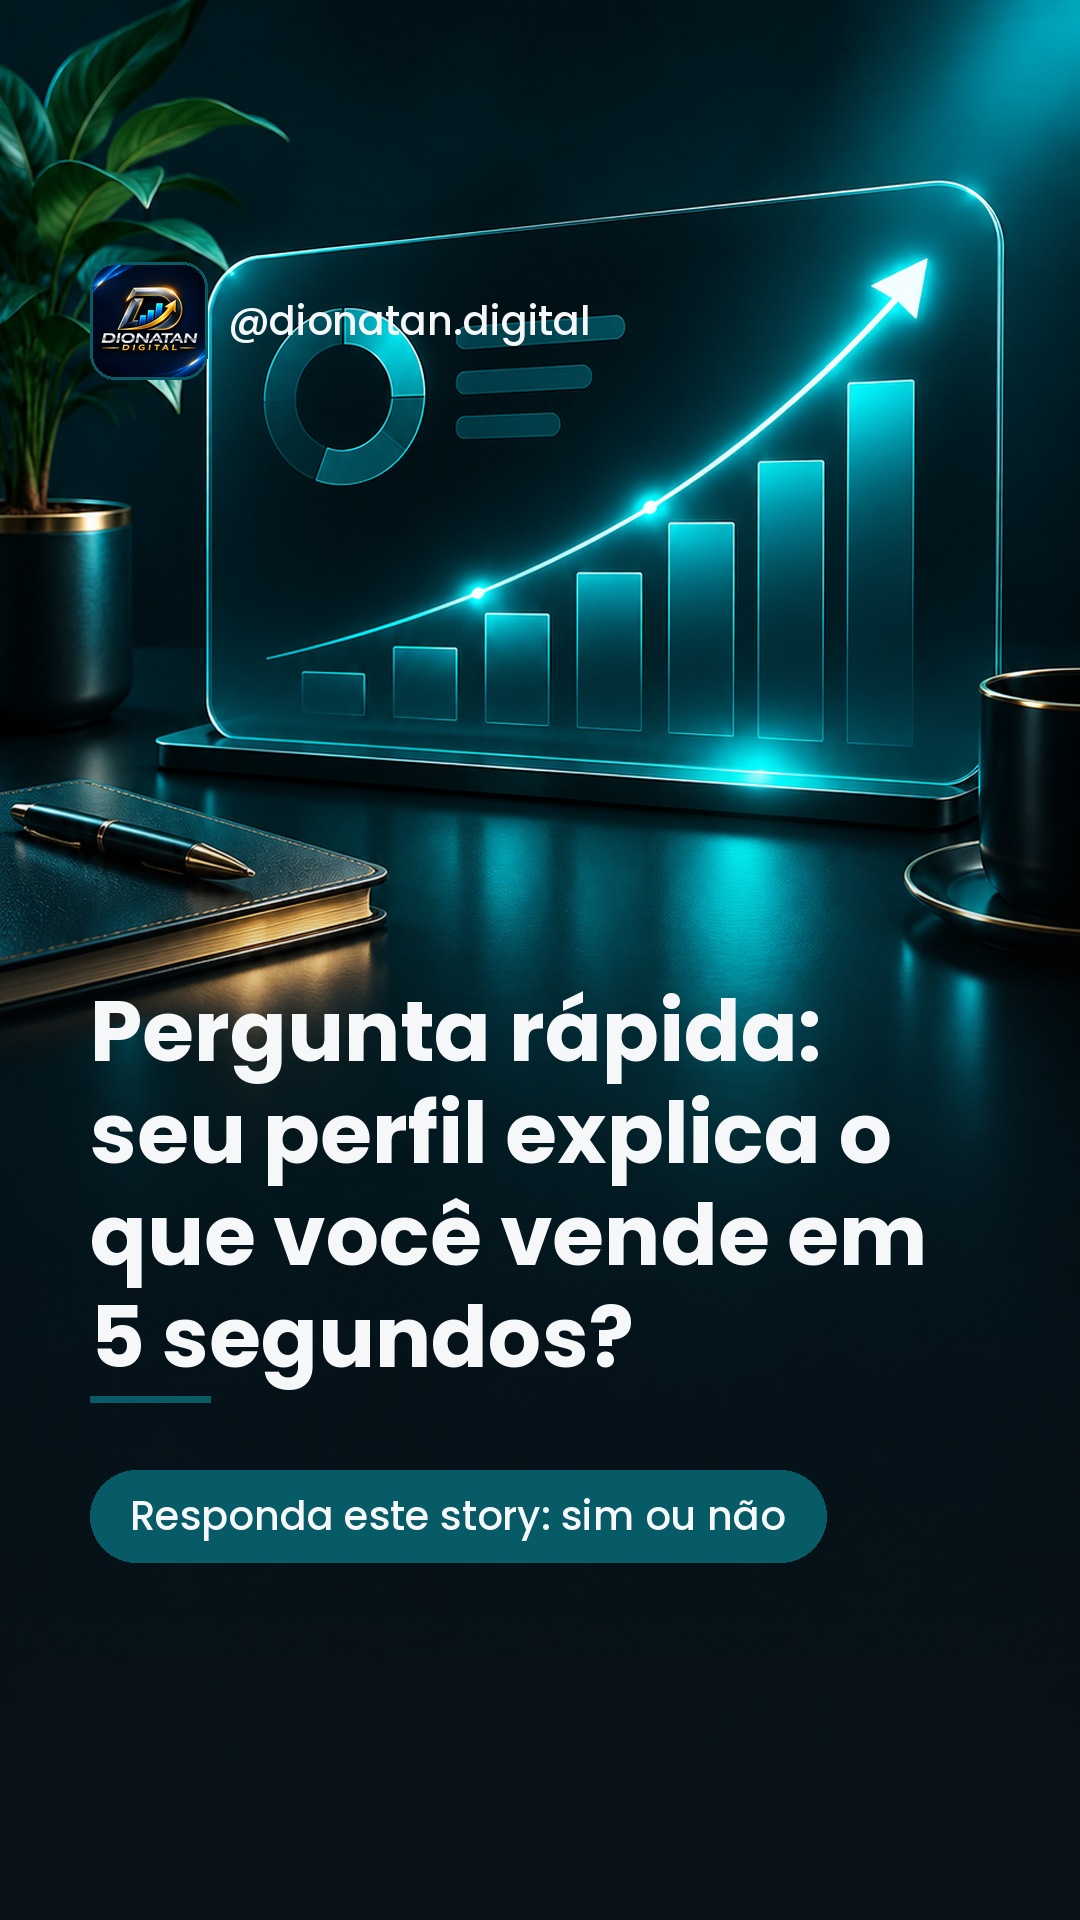 DIONATAN
DIGITAL
@dionatan.digital
Pergunta rápida:
seu perfil explica o
que você vende em
5 segundos?
Responda este story: sim ou não